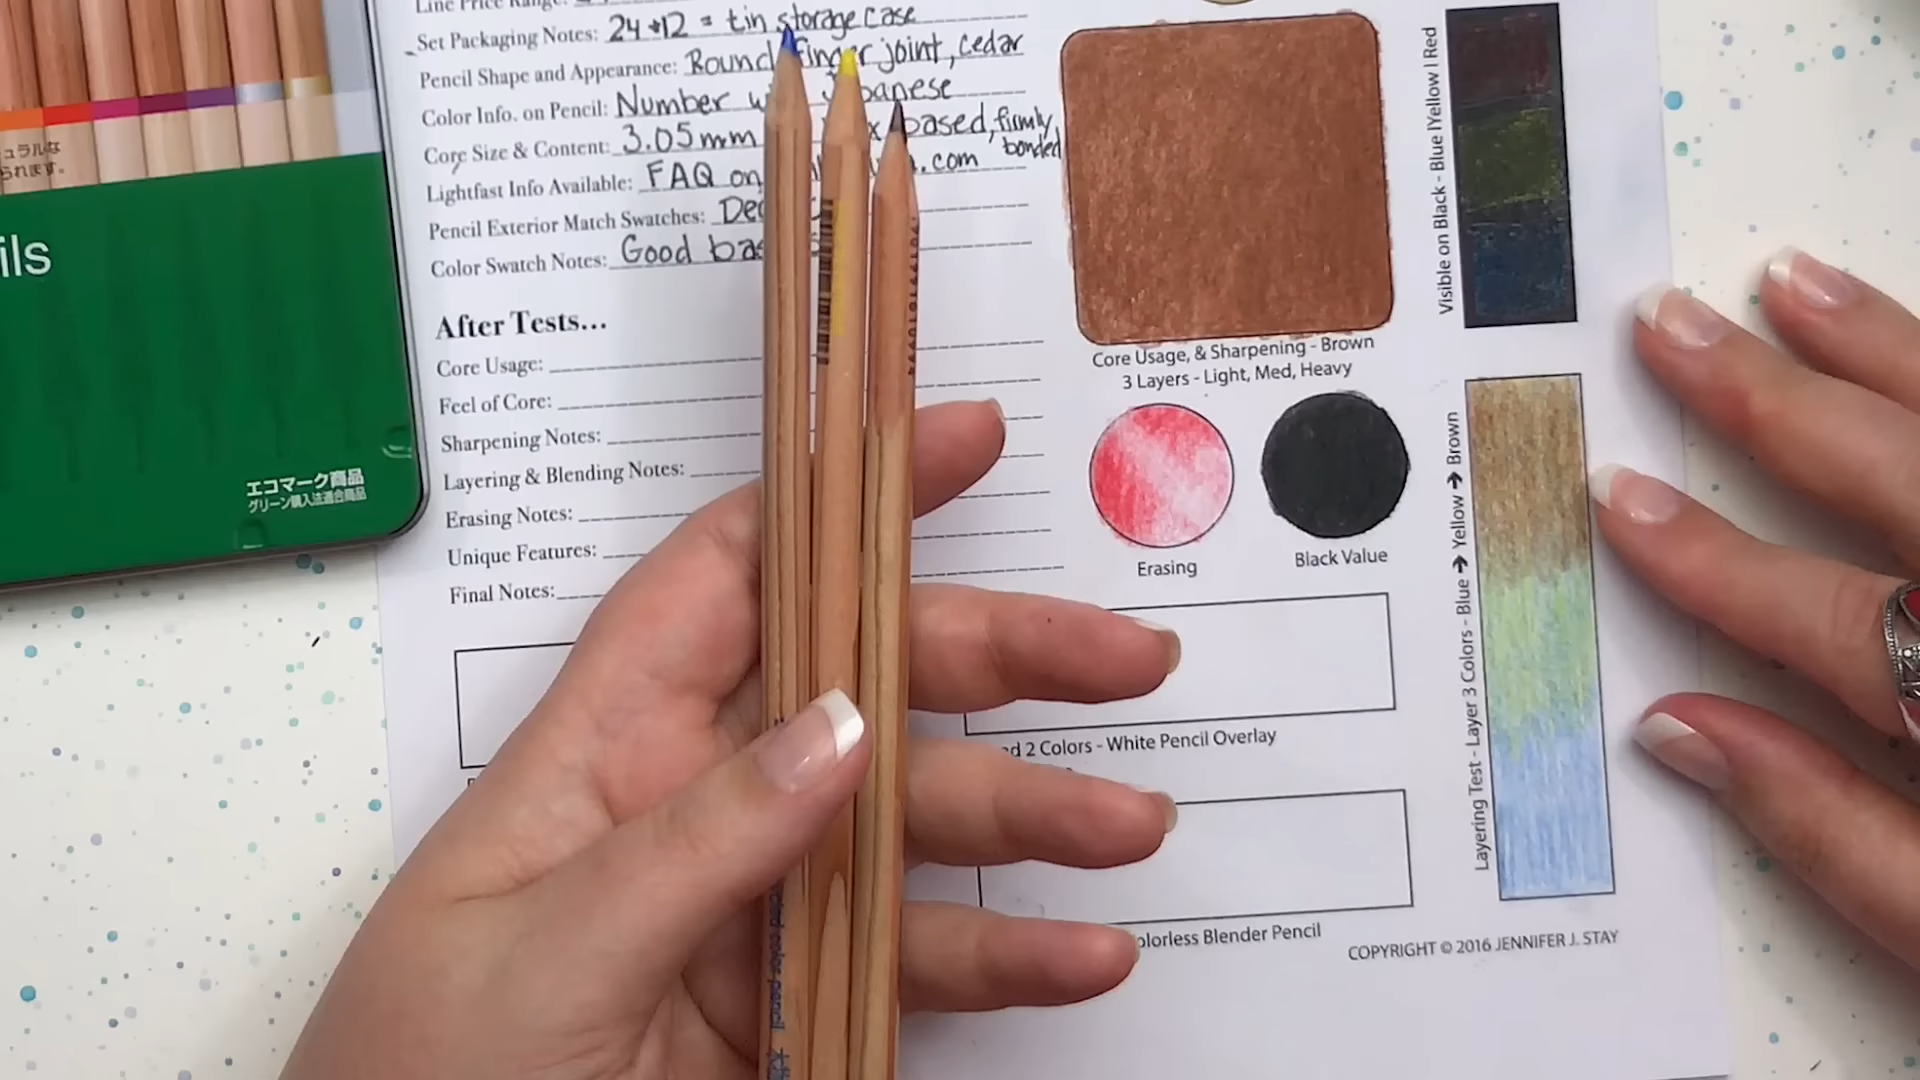 Line Price Range:
Set Packaging Notes: 24 + 12 = tin storage case
Pencil Shape and Appearance: Round, finger joint, cedar
Color Info. on Pencil: Number Japanese
Core Size & Content: 3.05mm based, firmly bonded
Lightfast Info Available: FAQ on .com
Pencil Exterior Match Swatches:
Color Swatch Notes: Good
After Tests...
Core Usage:
Feel of Core:
Sharpening Notes:
Layering & Blending Notes:
Erasing Notes:
Unique Features:
Final Notes:
ils
エコマーク商品
グリーン購入法適合商品
Core Usage, & Sharpening - Brown
3 Layers - Light, Med, Heavy
Erasing
Black Value
2 Colors - White Pencil Overlay
Blender Pencil
Visible on Black - Blue |Yellow | Red
Layering Test - Layer 3 Colors - Blue → Yellow → Brown
COPYRIGHT © 2016 JENNIFER J. STAY
color pencil